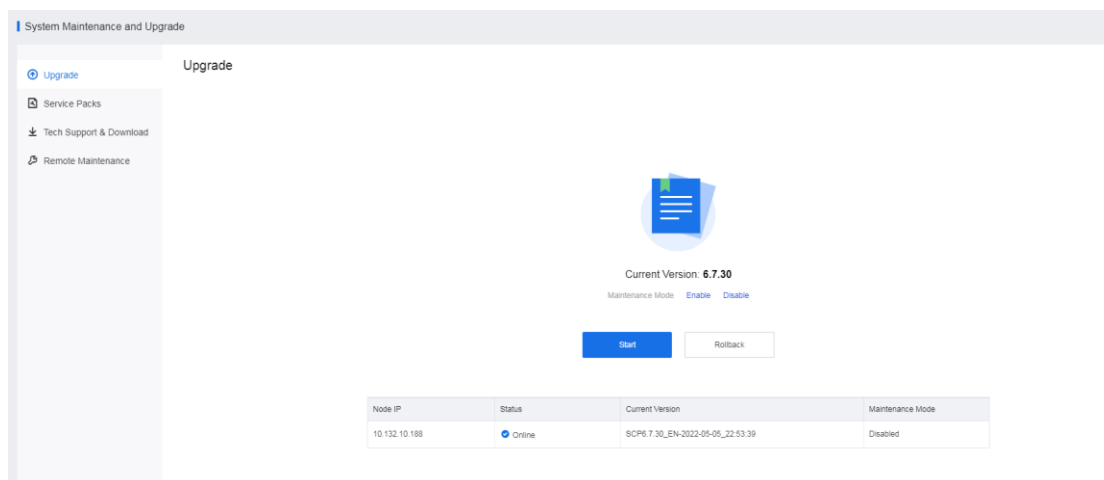 System Maintenance and Upgrade
Upgrade
Service Packs
Tech Support & Download
Remote Maintenance
Upgrade
Current Version: 6.7.30
Maintenance Mode Enable Disable
Start Rollback
Node IP Status Current Version Maintenance Mode
10.132.10.188 Online SCP6.7.30_EN-2022-05-05_22:53:39 Disabled